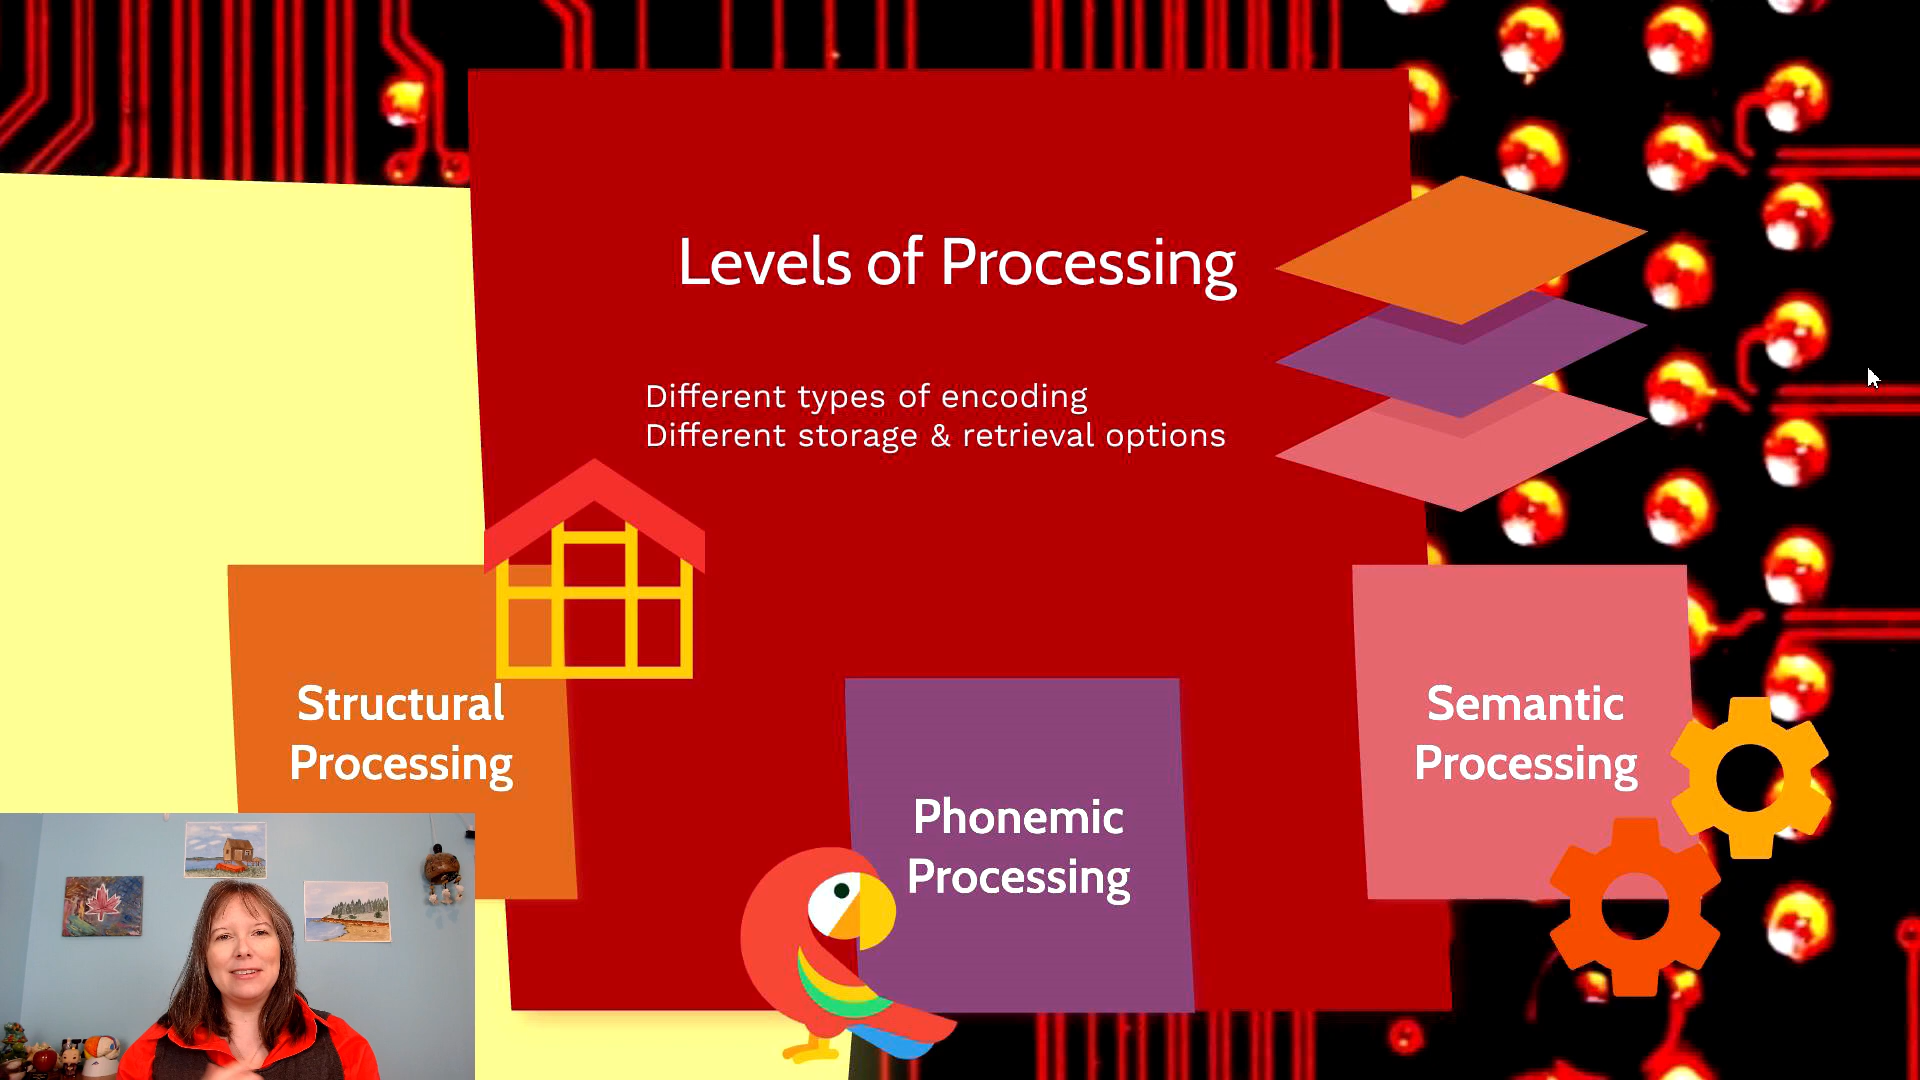 Levels of Processing
Different types of encoding
Different storage & retrieval options
Structural
Processing
Phonemic
Processing
Semantic
Processing